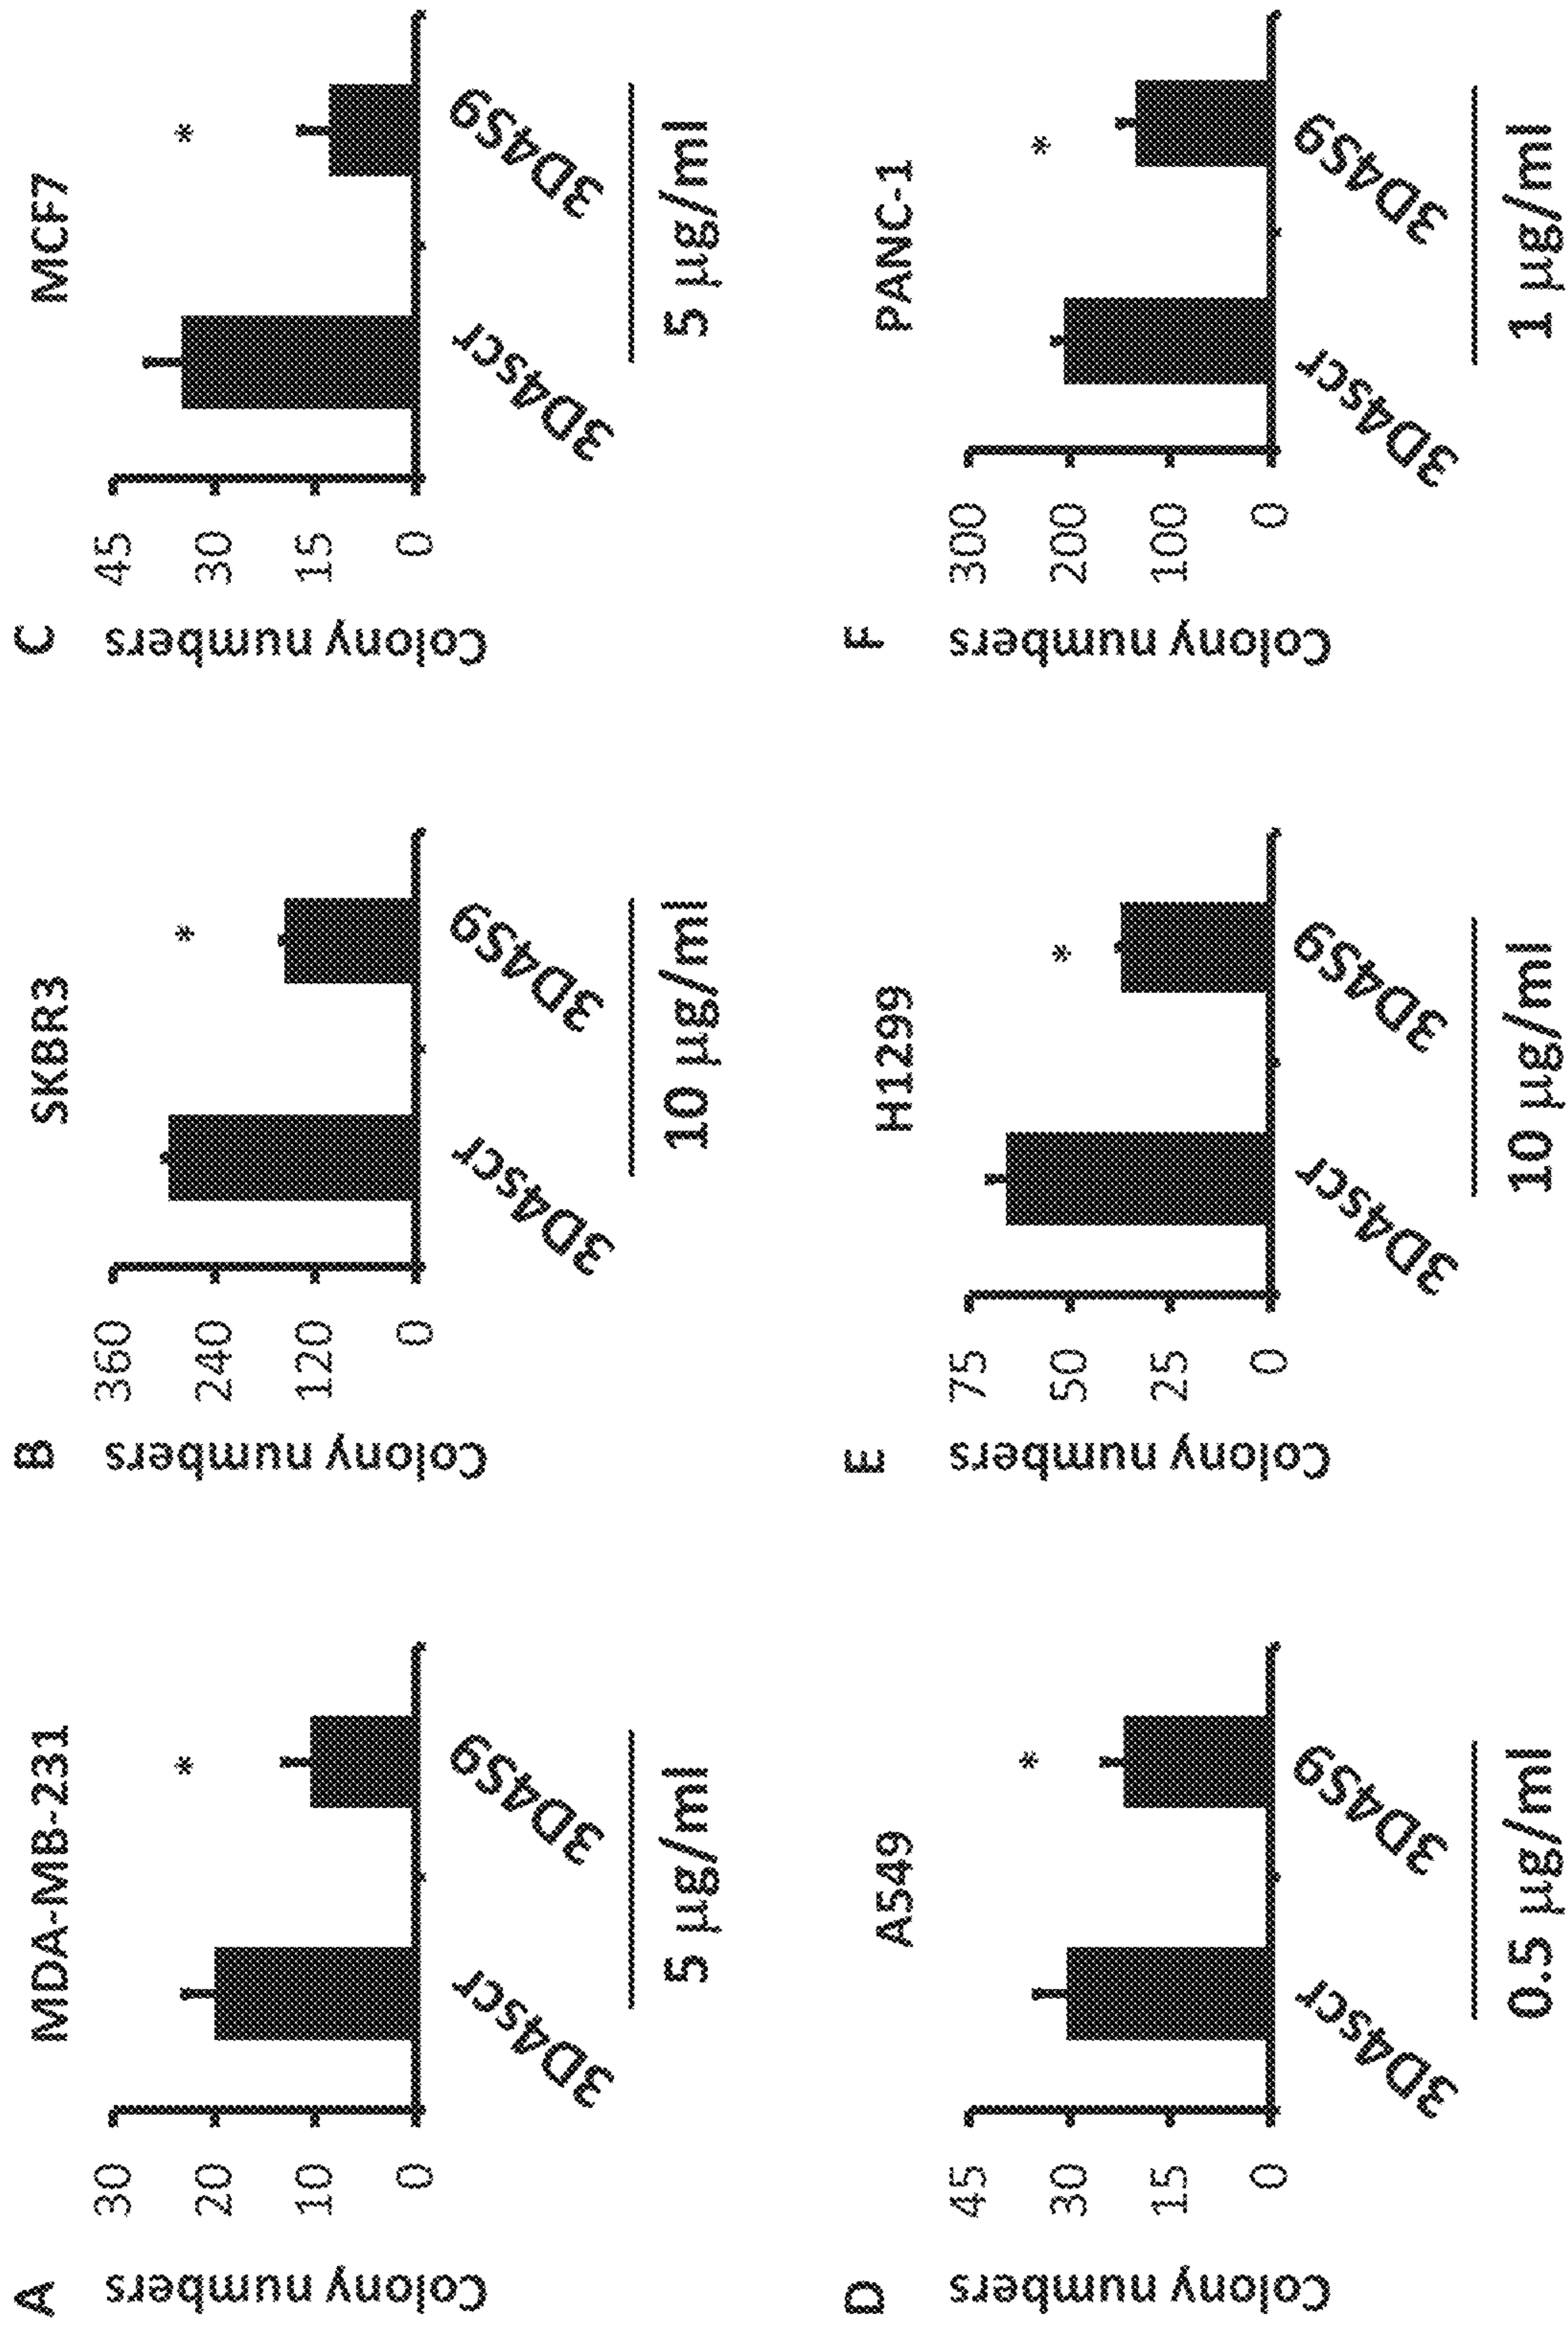 A
MDA-MB-231
Colony numbers
30
20
10
0
*
3D4scr
3D4S9
5 µg/ml
B
SKBR3
Colony numbers
360
240
120
0
*
3D4scr
3D4S9
10 µg/ml
C
MCF7
Colony numbers
45
30
15
0
*
3D4scr
3D4S9
5 µg/ml
D
A549
Colony numbers
45
30
15
0
*
3D4scr
3D4S9
0.5 µg/ml
E
H1299
Colony numbers
75
50
25
0
*
3D4scr
3D4S9
10 µg/ml
F
PANC-1
Colony numbers
300
200
100
0
*
3D4scr
3D4S9
1 µg/ml